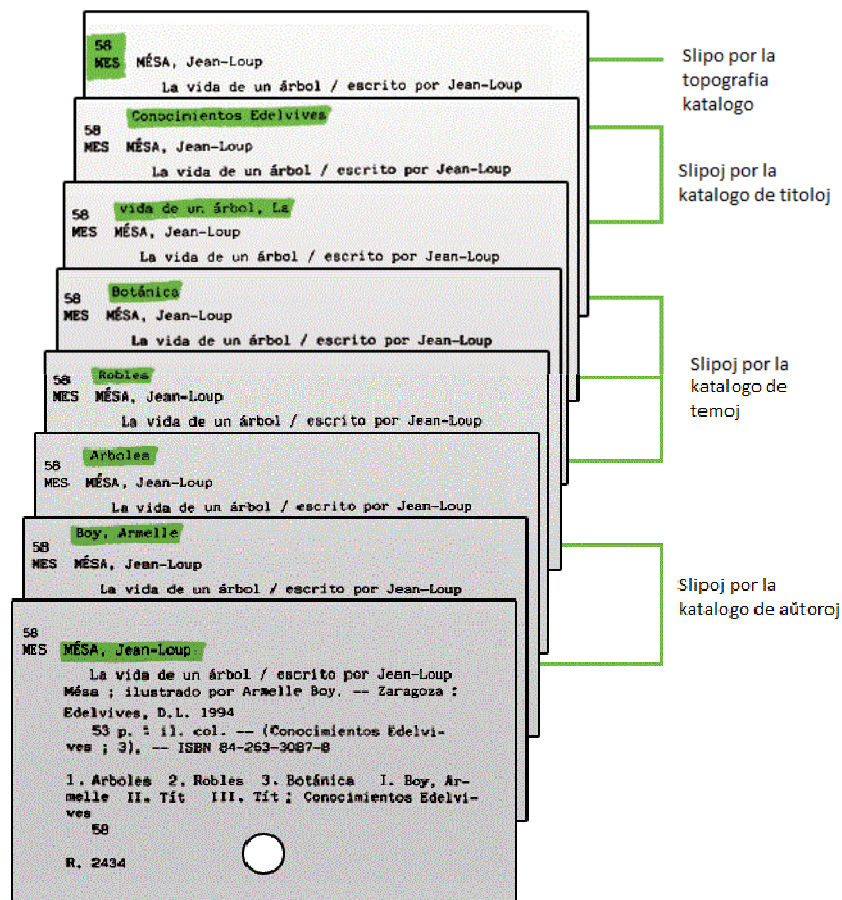 58
MES MÉSA, Jean-Loup
La vida de un árbol / escrito por Jean-Loup
Conocimientos Edelvives
58
MES MÉSA, Jean-Loup
La vida de un árbol / escrito por Jean-Loup
vida de un árbol, La
58
MES MÉSA, Jean-Loup
La vida de un árbol / escrito por Jean-Loup
Botánica
58
MES MÉSA, Jean-Loup
La vida de un árbol / escrito por Jean-Loup
Robles
58
MES MÉSA, Jean-Loup
La vida de un árbol / escrito por Jean-Loup
Arboles
58
MES MÉSA, Jean-Loup
La vida de un árbol / escrito por Jean-Loup
Boy, Armelle
58
MES MÉSA, Jean-Loup
La vida de un árbol / escrito por Jean-Loup
58
MES MÉSA, Jean-Loup
La vida de un árbol / escrito por Jean-Loup
Mésa ; ilustrado por Armelle Boy. -- Zaragoza :
Edelvives, D.L. 1994
53 p. : il. col. -- (Conocimientos Edelvi-
ves ; 3). -- ISBN 84-263-3087-8
1. Arboles 2. Robles 3. Botánica I. Boy, Ar-
melle II. Tít III. Tít ; Conocimientos Edelvi-
ves
58
R. 2434
Slipo por la
topografia
katalogo
Slipoj por la
katalogo de titoloj
Slipoj por la
katalogo de
temoj
Slipoj por la
katalogo de aŭtoroj